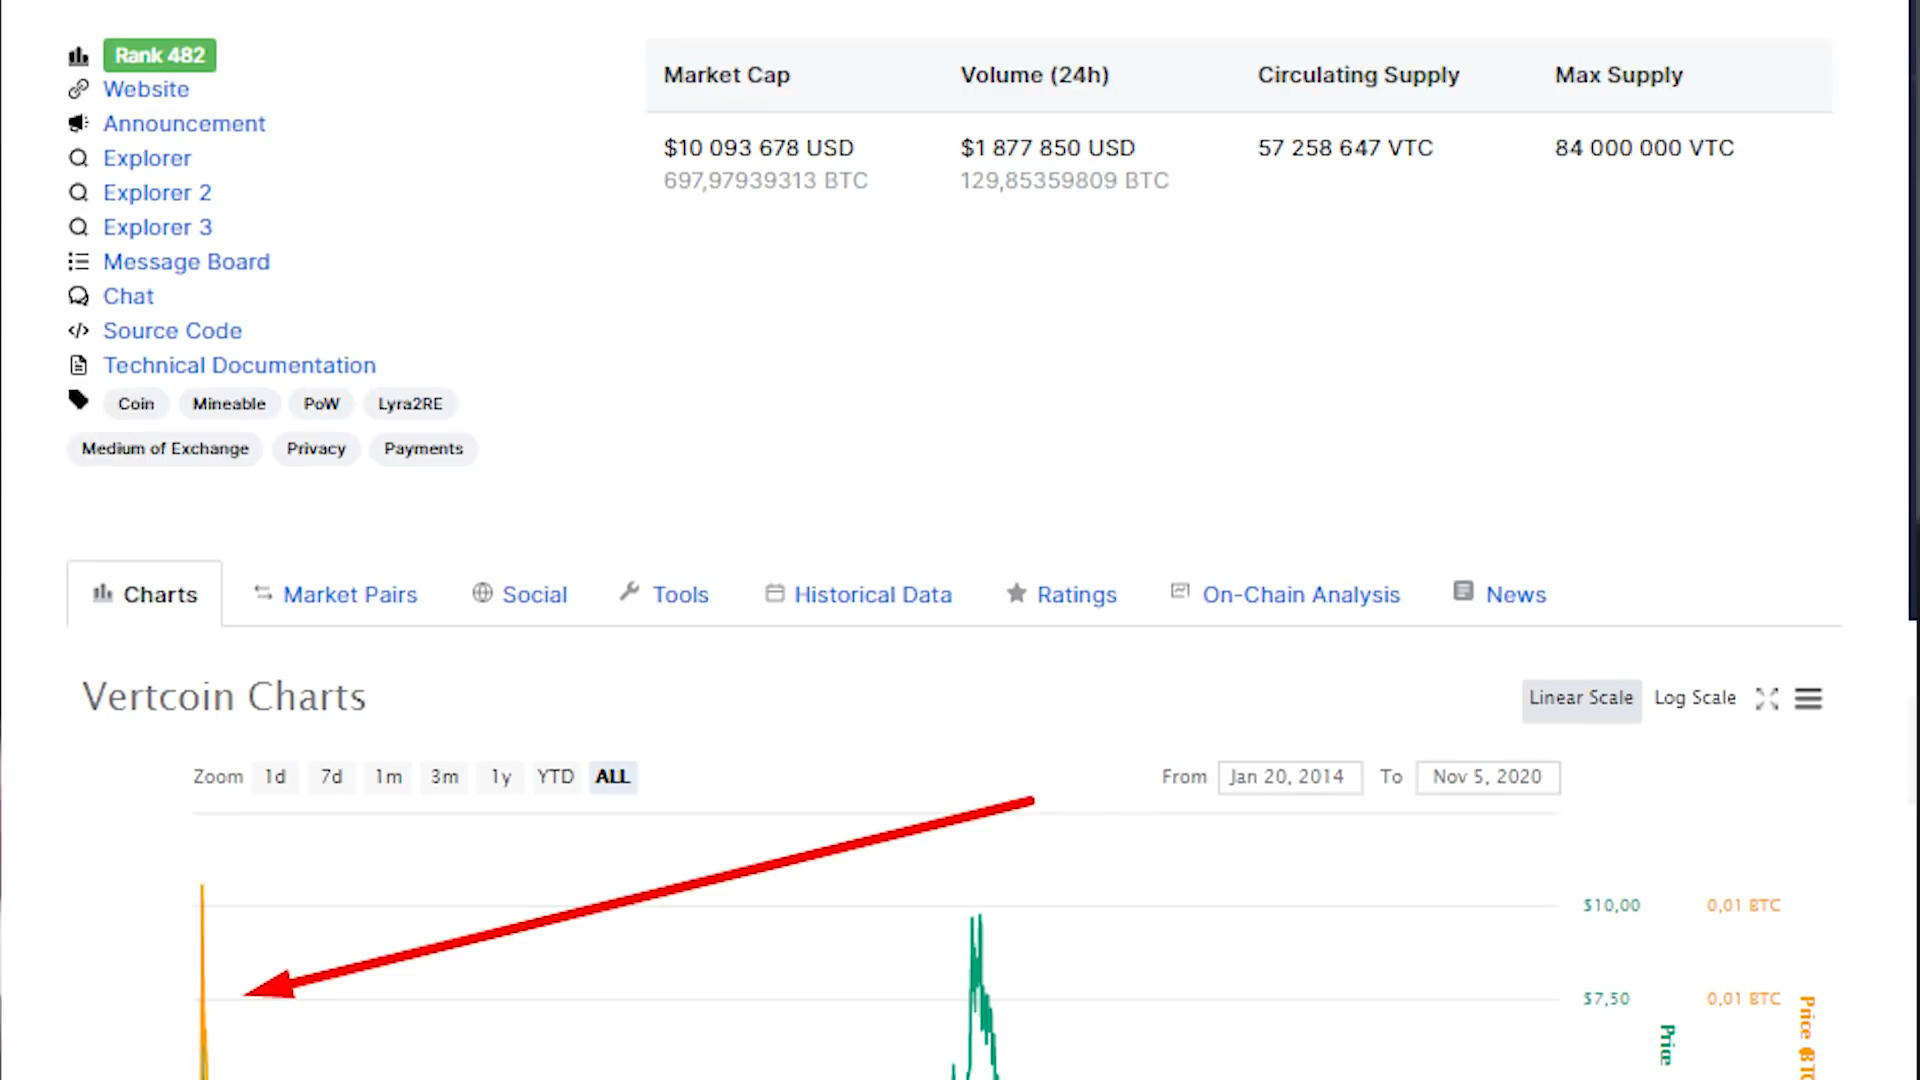 Rank 482
Website
Announcement
Explorer
Explorer 2
Explorer 3
Message Board
Chat
Source Code
Technical Documentation
Coin Mineable PoW Lyra2RE
Medium of Exchange Privacy Payments
Market Cap Volume (24h) Circulating Supply Max Supply
$10 093 678 USD $1 877 850 USD 57 258 647 VTC 84 000 000 VTC
697,97939313 BTC 129,85359809 BTC
Charts Market Pairs Social Tools Historical Data Ratings On-Chain Analysis News
Vertcoin Charts
Linear Scale Log Scale
Zoom 1d 7d 1m 3m 1y YTD ALL From Jan 20, 2014 To Nov 5, 2020
$10,00 0,01 BTC
$7,50 0,01 BTC
Price
Price